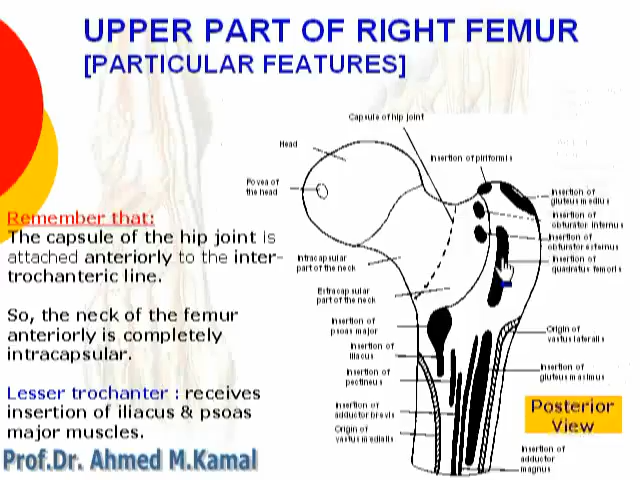 UPPER PART OF RIGHT FEMUR
[PARTICULAR FEATURES]
Capsule of hip joint
Head
Insertion of piriformis
Fovea of
the head
Insertion of
gluteus medius
Insertion of
obturator internus
Insertion of
obturator externus
Insertion of
quadratus femoris
Remember that:
The capsule of the hip joint is
attached anteriorly to the inter-
trochanteric line.
So, the neck of the femur
anteriorly is completely
intracapsular.
Lesser trochanter : receives
insertion of iliacus & psoas
major muscles.
Intracapsular
part of the neck
Extracapsular
part of the neck
Insertion of
psoas major
Insertion of
iliacus
Insertion of
pectineus
Insertion of
adductor brevis
Origin of
vastus medialis
Origin of
vastus lateralis
Insertion of
gluteus maximus
Posterior
View
Insertion of
adductor
magnus
Prof.Dr. Ahmed M.Kamal